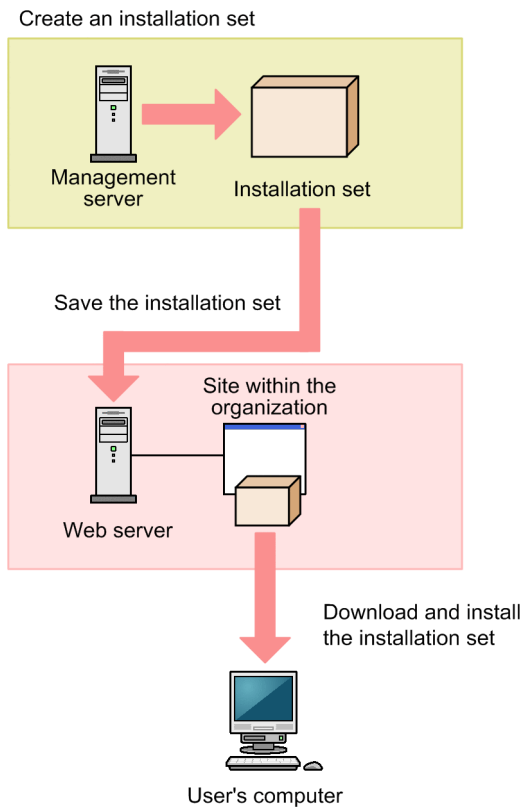 Create an installation set
Management
server
Installation set
Save the installation set
Site within the
organization
Web server
Download and install
the installation set
User's computer